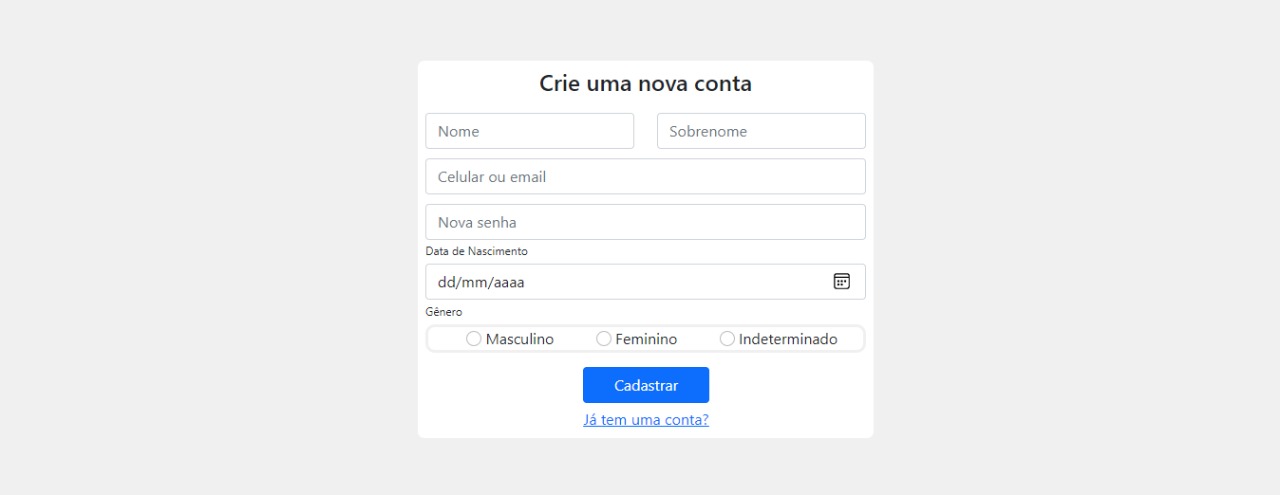 Crie uma nova conta
Nome Sobrenome
Celular ou email
Nova senha
Data de Nascimento
dd/mm/aaaa
Gênero
Masculino Feminino Indeterminado
Cadastrar
Já tem uma conta?